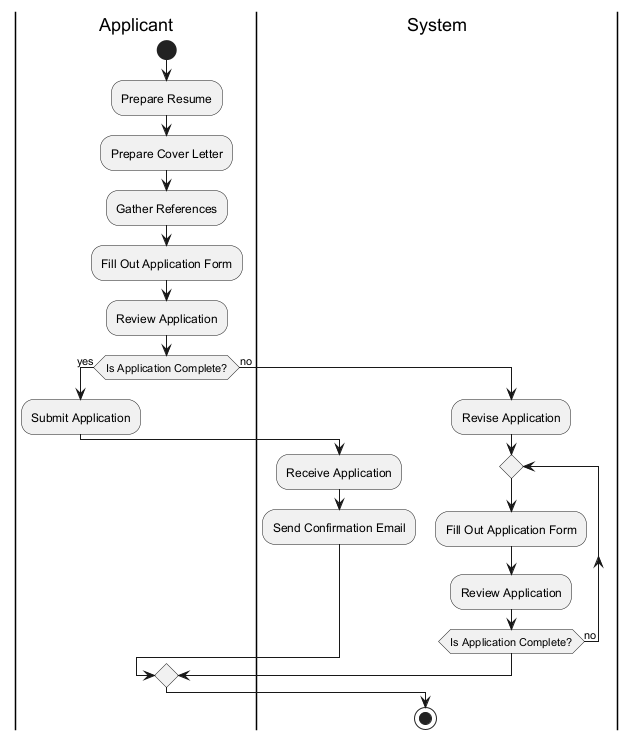 Applicant
System
Prepare Resume
Prepare Cover Letter
Gather References
Fill Out Application Form
Review Application
yes
Is Application Complete?
no
Submit Application
Revise Application
Receive Application
Send Confirmation Email
Fill Out Application Form
Review Application
Is Application Complete?
no